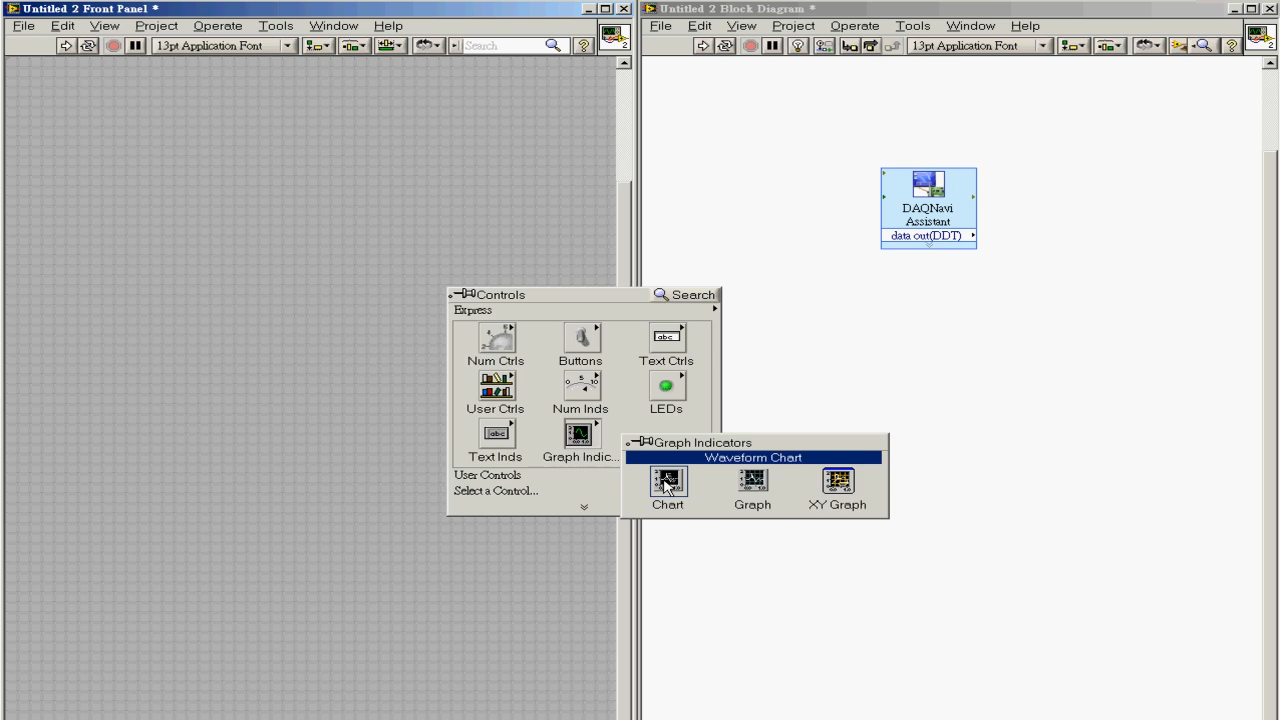 Untitled 2 Front Panel *
File Edit View Project Operate Tools Window Help
13pt Application Font Search ? 2
Untitled 2 Block Diagram *
File Edit View Project Operate Tools Window Help
13pt Application Font ? 2
DAQNavi
Assistant
data out(DDT)
Controls Search
Express
Num Ctrls Buttons Text Ctrls
User Ctrls Num Inds LEDs
Text Inds Graph Indic...
User Controls
Select a Control...
Graph Indicators
Waveform Chart
Chart Graph XY Graph